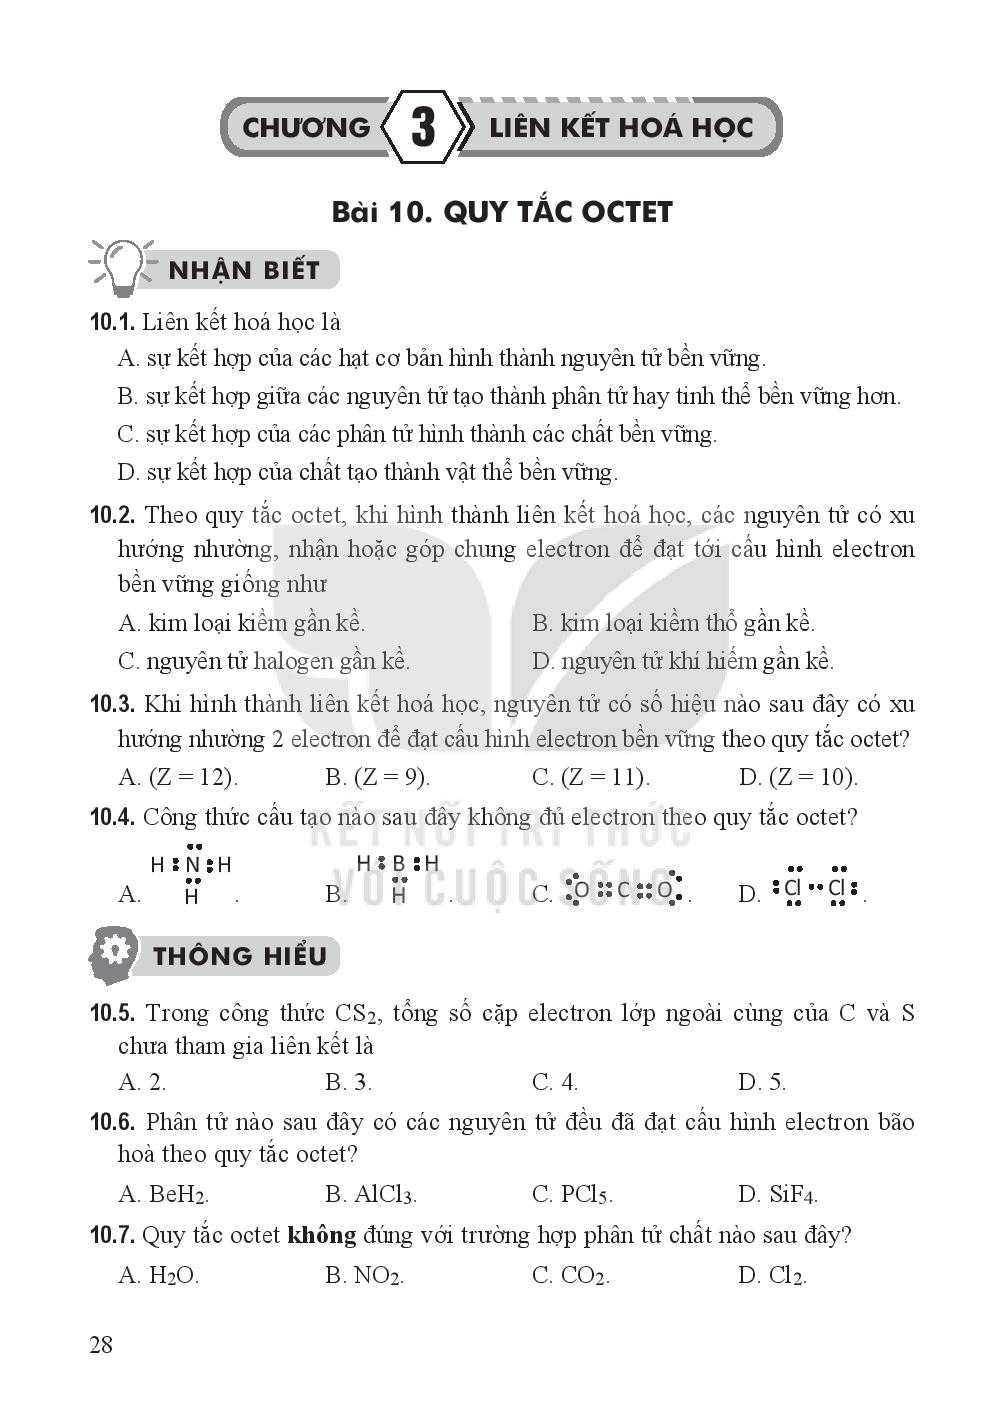 CHƯƠNG 3 LIÊN KẾT HOÁ HỌC
Bài 10. QUY TẮC OCTET
NHẬN BIẾT
10.1. Liên kết hoá học là
A. sự kết hợp của các hạt cơ bản hình thành nguyên tử bền vững.
B. sự kết hợp giữa các nguyên tử tạo thành phân tử hay tinh thể bền vững hơn.
C. sự kết hợp của các phân tử hình thành các chất bền vững.
D. sự kết hợp của chất tạo thành vật thể bền vững.
10.2. Theo quy tắc octet, khi hình thành liên kết hoá học, các nguyên tử có xu
hướng nhường, nhận hoặc góp chung electron để đạt tới cấu hình electron
bền vững giống như
A. kim loại kiềm gần kề. B. kim loại kiềm thổ gần kề.
C. nguyên tử halogen gần kề. D. nguyên tử khí hiếm gần kề.
10.3. Khi hình thành liên kết hoá học, nguyên tử có số hiệu nào sau đây có xu
hướng nhường 2 electron để đạt cấu hình electron bền vững theo quy tắc octet?
A. (Z = 12). B. (Z = 9). C. (Z = 11). D. (Z = 10).
KẾT NỐI TRI THỨC
10.4. Công thức cấu tạo nào sau đây không đủ electron theo quy tắc octet?
H N H H B H
VỚI CUỘC SỐNG
A. H . B. H . C. O C O . D. Cl Cl .
THÔNG HIỂU
10.5. Trong công thức CS2, tổng số cặp electron lớp ngoài cùng của C và S
chưa tham gia liên kết là
A. 2. B. 3. C. 4. D. 5.
10.6. Phân tử nào sau đây có các nguyên tử đều đã đạt cấu hình electron bão
hoà theo quy tắc octet?
A. BeH2. B. AlCl3. C. PCl5. D. SiF4.
10.7. Quy tắc octet không đúng với trường hợp phân tử chất nào sau đây?
A. H2O. B. NO2. C. CO2. D. Cl2.
28